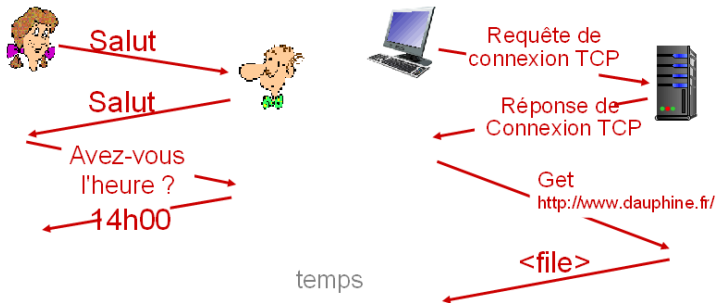 Salut
Salut
Avez-vous
l'heure ?
14h00
Requête de
connexion TCP
Réponse de
Connexion TCP
Get
http://www.dauphine.fr/
<file>
temps